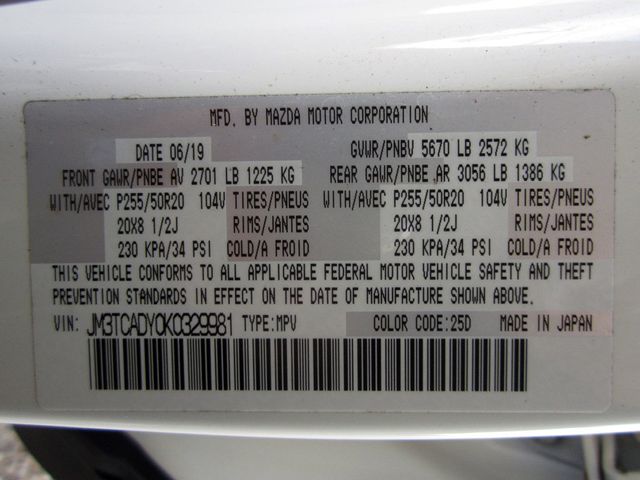 MFD. BY MAZDA MOTOR CORPORATION
DATE 06/19 GVWR/PNBV 5670 LB 2572 KG
FRONT GAWR/PNBE AV 2701 LB 1225 KG REAR GAWR/PNBE AR 3056 LB 1386 KG
WITH/AVEC P255/50R20 104V TIRES/PNEUS WITH/AVEC P255/50R20 104V TIRES/PNEUS
20X8 1/2J RIMS/JANTES 20X8 1/2J RIMS/JANTES
230 KPA/34 PSI COLD/A FROID 230 KPA/34 PSI COLD/A FROID
THIS VEHICLE CONFORMS TO ALL APPLICABLE FEDERAL MOTOR VEHICLE SAFETY AND THEFT
PREVENTION STANDARDS IN EFFECT ON THE DATE OF MANUFACTURE SHOWN ABOVE.
VIN: JM3TCADY0K0329981 TYPE:MPV COLOR CODE:25D MADE IN JAPAN